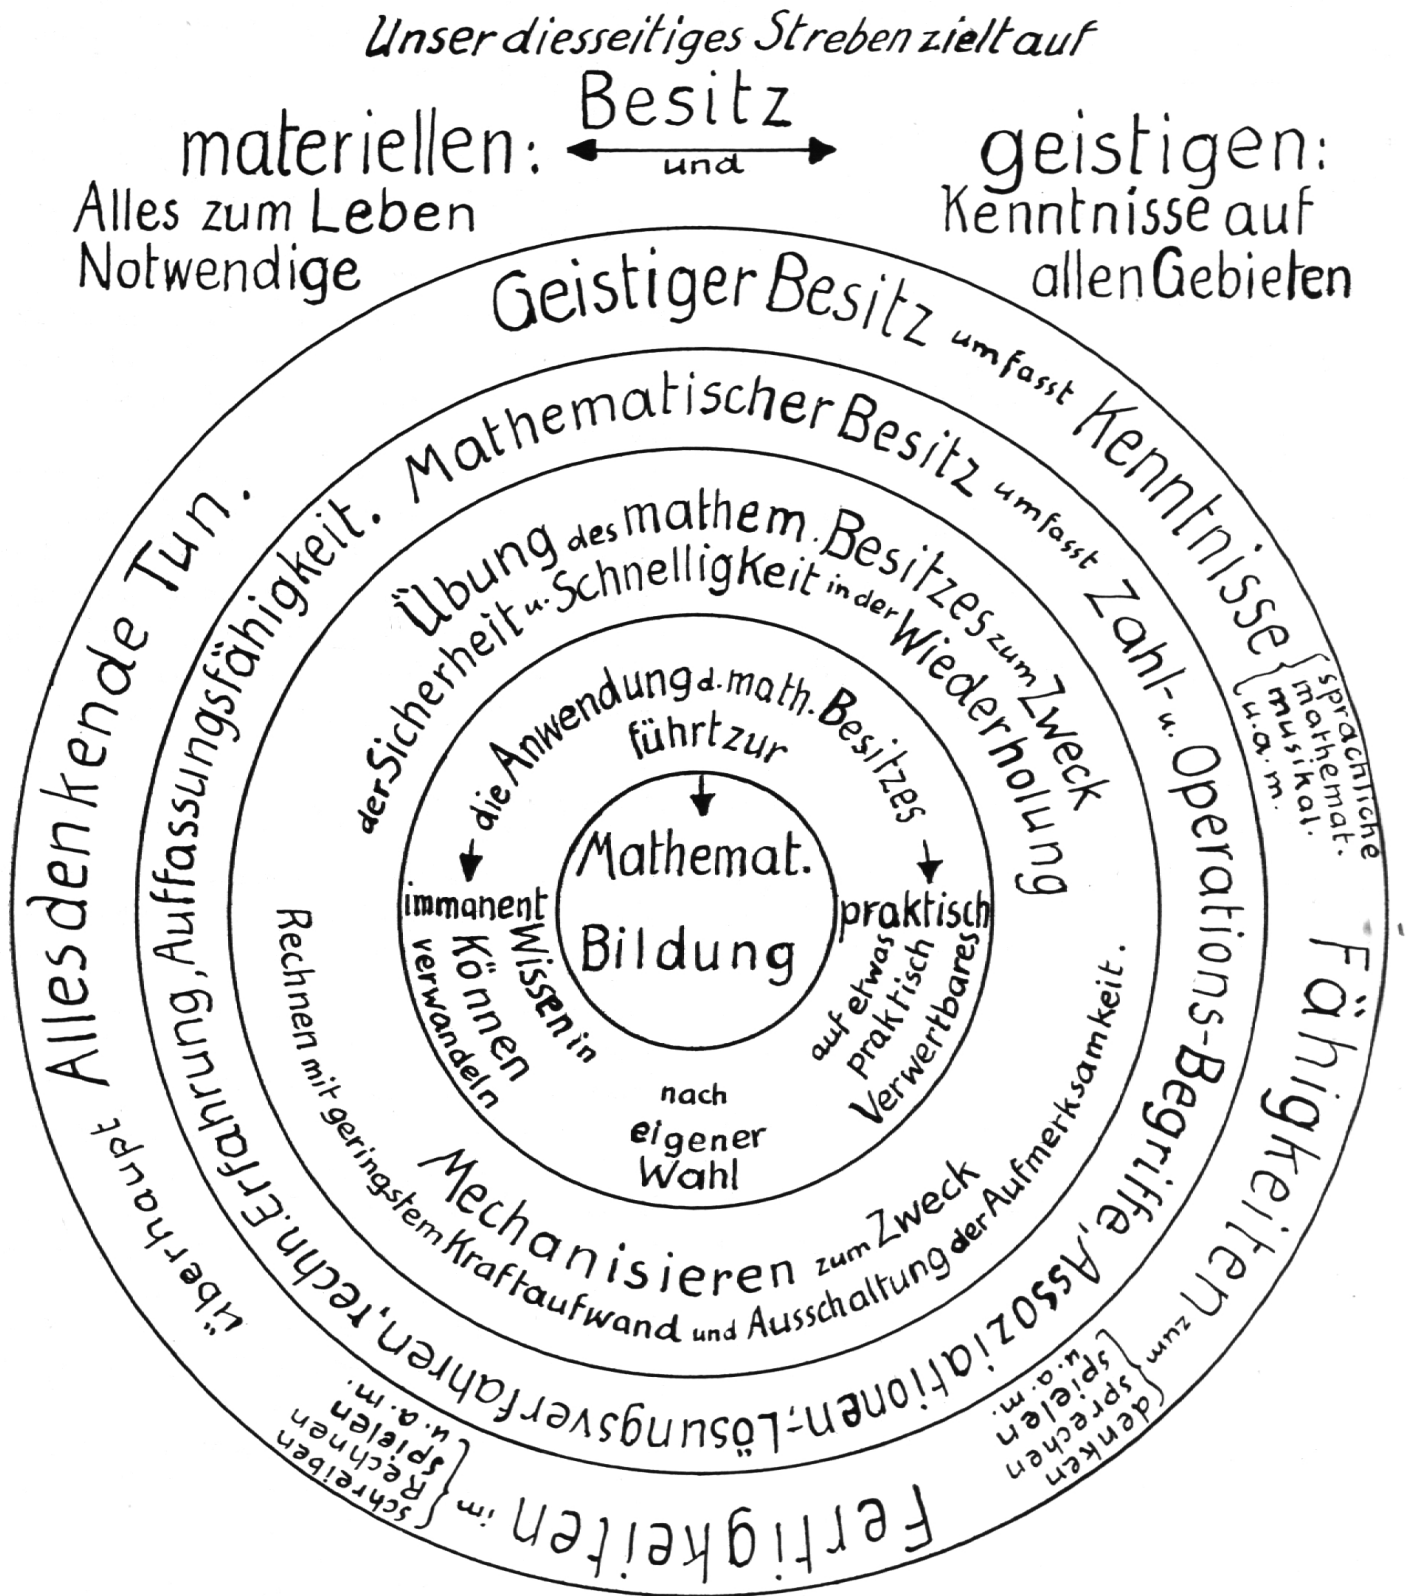 Unser diesseitiges Streben zielt auf
Besitz
materiellen: und geistigen:
Alles zum Leben
Notwendige
Kenntnisse auf
allen Gebieten
Geistiger Besitz umfasst Kenntnisse
sprachliche
mathemat.
musikal.
u.a.m.
Fähigkeiten zum
denken
sprechen
spielen
u.a.m.
Fertigkeiten im
schreiben
Rechnen
spielen
u.a.m.
überhaupt Alles denkende Tun.
Mathematischer Besitz umfasst Zahl- u. Operations-Begriffe, Assoziationen,-Lösungsverfahren, rechn. Erfahrung, Auffassungsfähigkeit.
Übung des mathem. Besitzes zum Zweck
der Sicherheit u. Schnelligkeit in der Wiederholung
Mechanisieren zum Zweck
Rechnen mit geringstem Kraftaufwand und Ausschaltung der Aufmerksamkeit.
die Anwendung d. math. Besitzes
führt zur
immanent
Wissen in
Können
verwandeln
praktisch
auf etwas
praktisch
Verwertbares
nach
eigener
Wahl
Mathemat.
Bildung